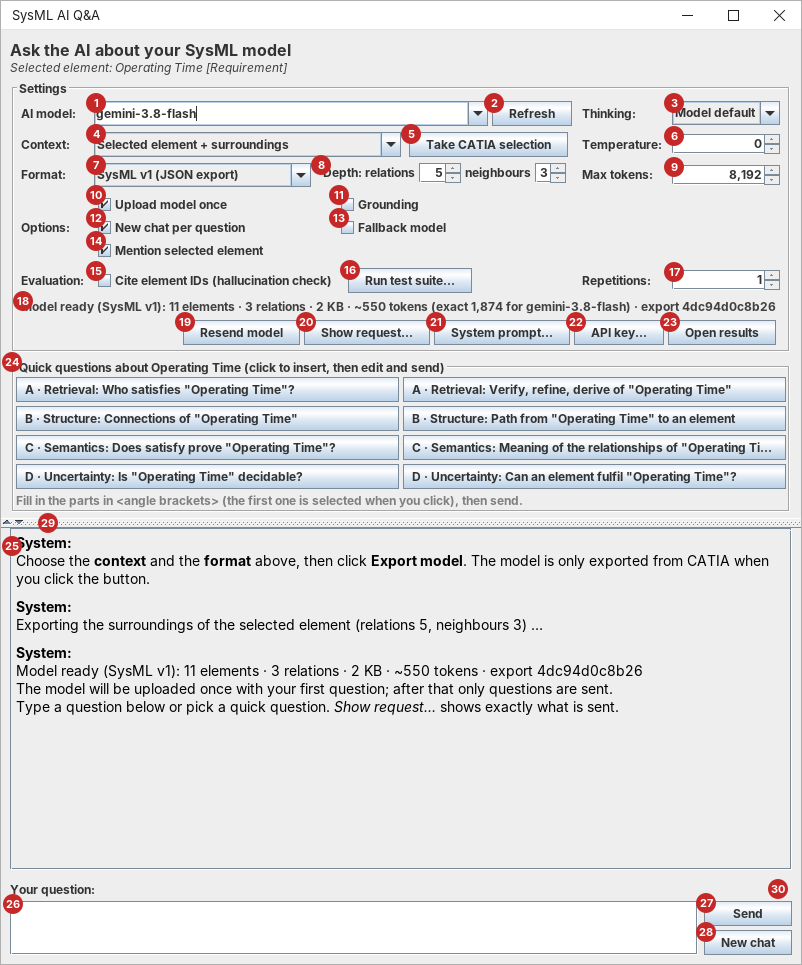 SysML AI Q&A
Ask the AI about your SysML model
Selected element: Operating Time [Requirement]
Settings
1 2 3
AI model: gemini-3.8-flash Refresh Thinking: Model default
4 5 6
Context: Selected element + surroundings Take CATIA selection Temperature: 0
7 8 9
Format: SysML v1 (JSON export) Depth: relations 5 neighbours 3 Max tokens: 8,192
10 Upload model once 11 Grounding
12 13
Options: New chat per question Fallback model
14 Mention selected element
15 16 17
Evaluation: Cite element IDs (hallucination check) Run test suite... Repetitions: 1
18 Model ready (SysML v1): 11 elements · 3 relations · 2 KB · ~550 tokens (exact 1,874 for gemini-3.8-flash) · export 4dc94d0c8b26
19 20 21 22 23
Resend model Show request... System prompt... API key... Open results
24 Quick questions about Operating Time (click to insert, then edit and send)
A · Retrieval: Who satisfies "Operating Time"? A · Retrieval: Verify, refine, derive of "Operating Time"
B · Structure: Connections of "Operating Time" B · Structure: Path from "Operating Time" to an element
C · Semantics: Does satisfy prove "Operating Time"? C · Semantics: Meaning of the relationships of "Operating Ti...
D · Uncertainty: Is "Operating Time" decidable? D · Uncertainty: Can an element fulfil "Operating Time"?
Fill in the parts in <angle brackets> (the first one is selected when you click), then send.
29
25 System:
Choose the context and the format above, then click Export model. The model is only exported from CATIA when
you click the button.
System:
Exporting the surroundings of the selected element (relations 5, neighbours 3) ...
System:
Model ready (SysML v1): 11 elements · 3 relations · 2 KB · ~550 tokens · export 4dc94d0c8b26
The model will be uploaded once with your first question; after that only questions are sent.
Type a question below or pick a quick question. Show request... shows exactly what is sent.
Your question: 30
26 27 Send
28 New chat